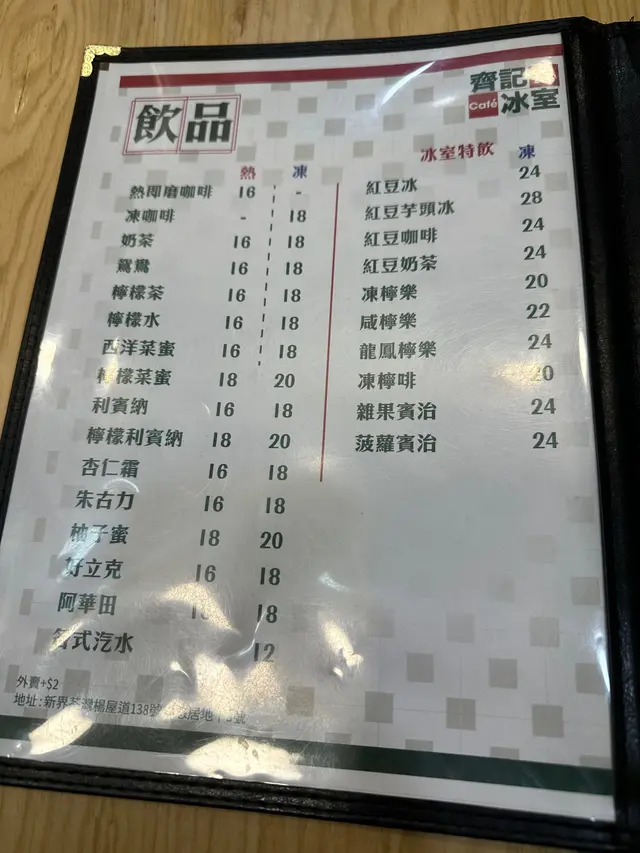 齊記
Café 冰室
飲品
熱 凍
熱即磨咖啡 16 -
凍咖啡 - 18
奶茶 16 18
鴛鴦 16 18
檸檬茶 16 18
檸檬水 16 18
西洋菜蜜 16 18
檸檬菜蜜 18 20
利賓納 16 18
檸檬利賓納 18 20
杏仁霜 16 18
朱古力 16 18
柚子蜜 18 20
好立克 16 18
阿華田 18
各式汽水 12
冰室特飲 凍
紅豆冰 24
紅豆芋頭冰 28
紅豆咖啡 24
紅豆奶茶 24
凍檸樂 20
咸檸樂 22
龍鳳檸樂 24
凍檸啡 20
雜果賓治 24
菠蘿賓治 24
外賣+$2
地址:新界荃灣楊屋道138號